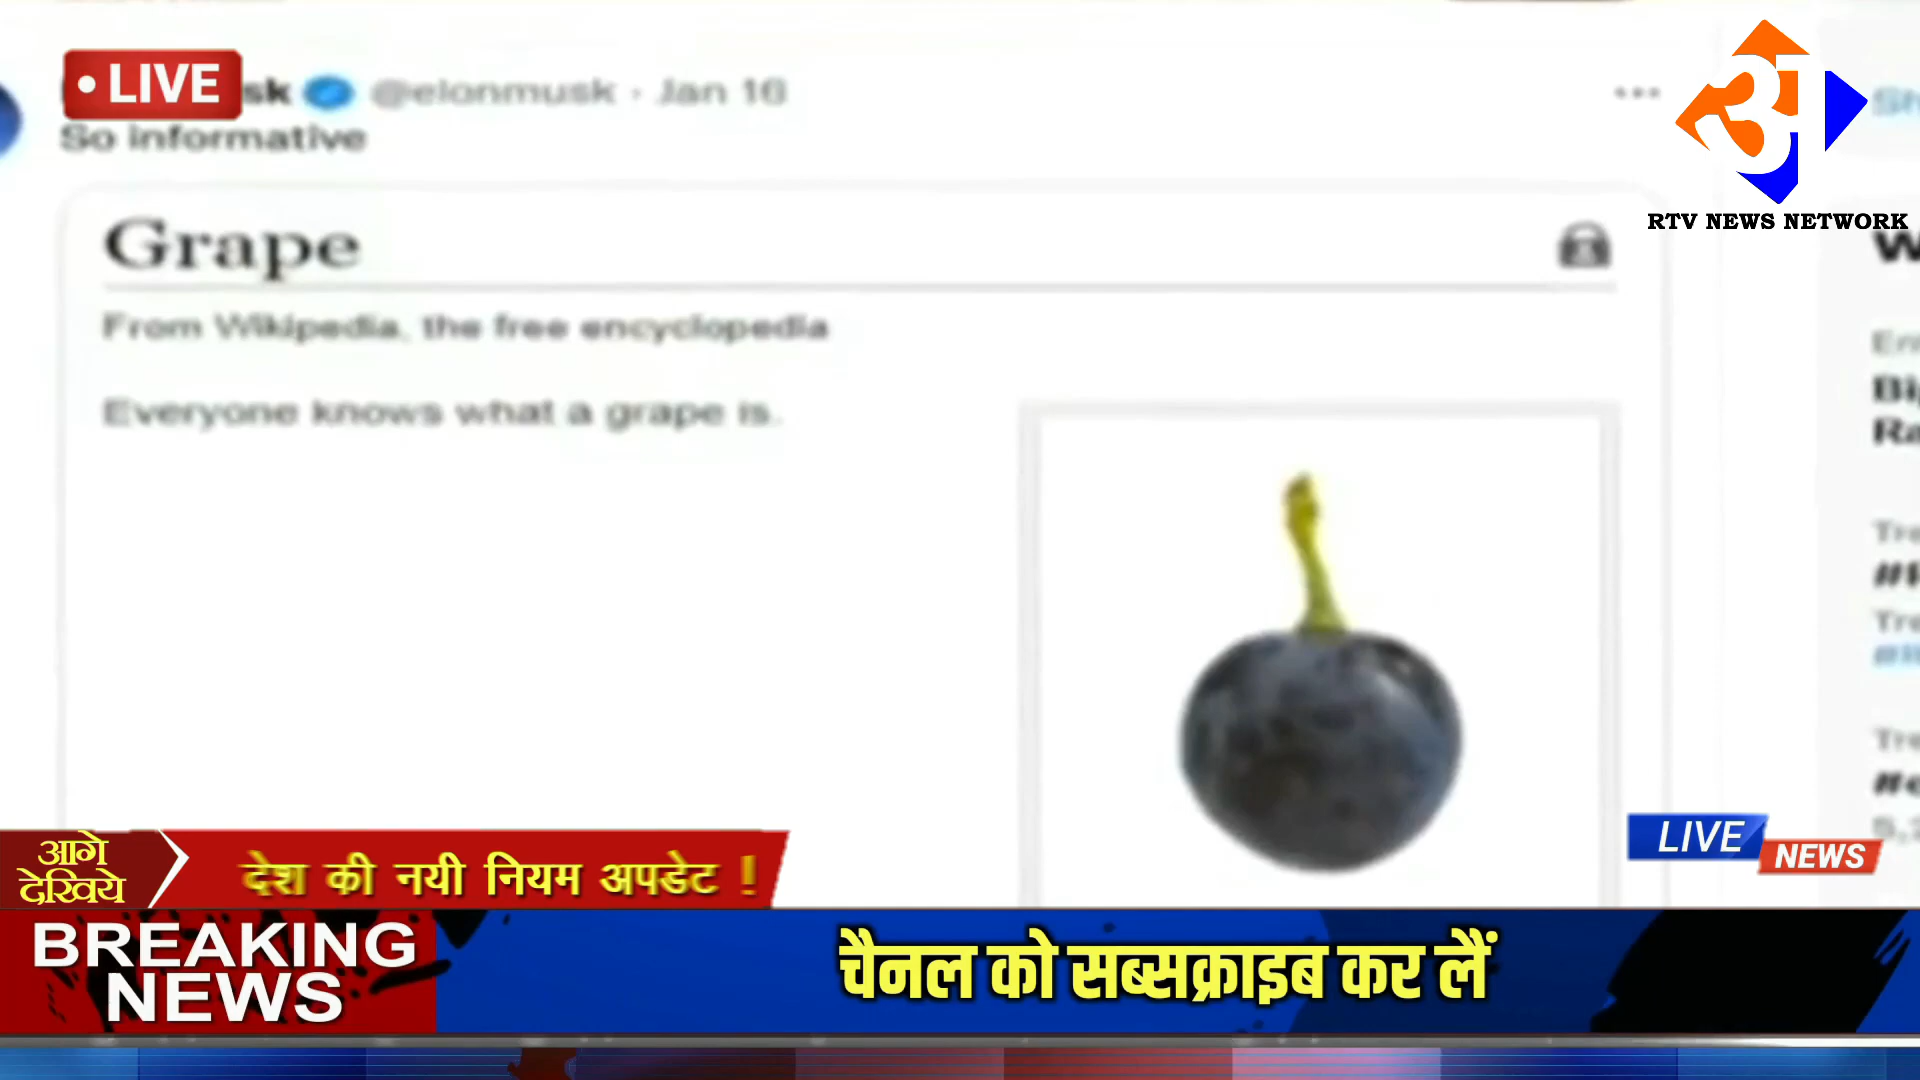 • LIVE
sk @elonmusk · Jan 16
So informative
अ
RTV NEWS NETWORK
Grape
From Wikipedia, the free encyclopedia
Everyone knows what a grape is.
LIVE
NEWS
आगे
देखिये
देश की नयी नियम अपडेट !
BREAKING
NEWS
चैनल को सब्सक्राइब कर लें